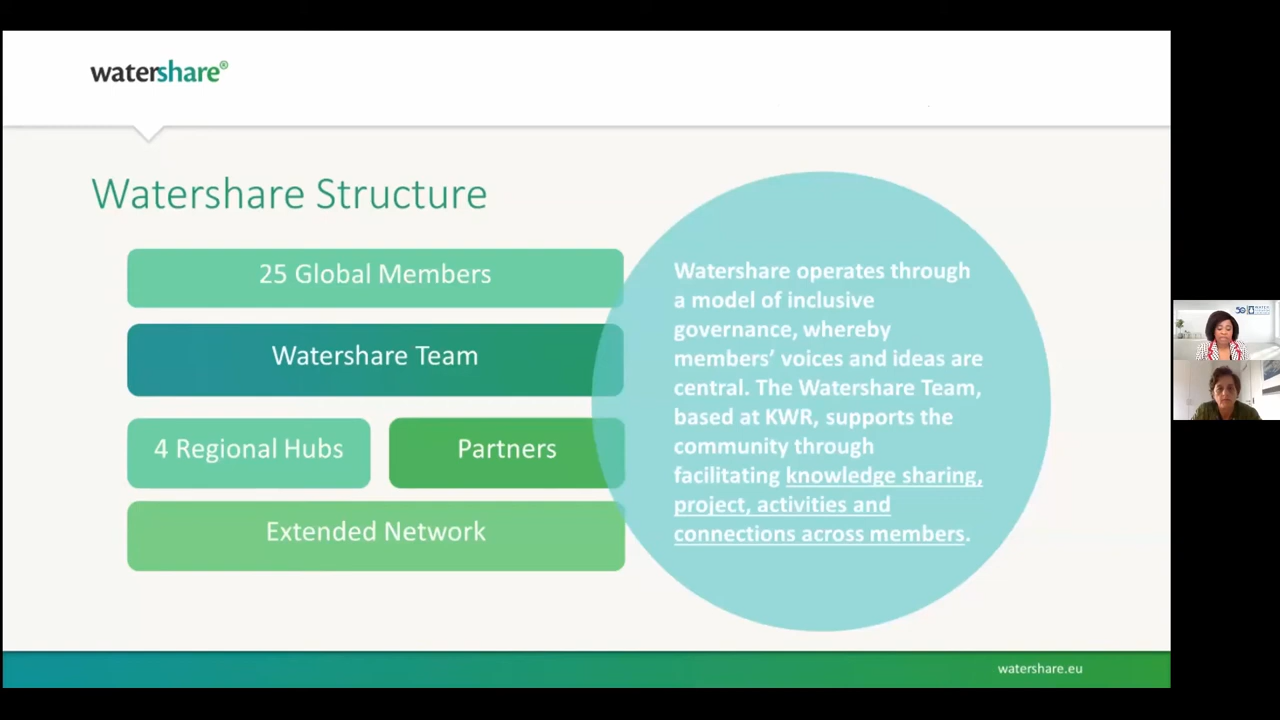 watershare®
Watershare Structure
25 Global Members
Watershare Team
4 Regional Hubs
Partners
Extended Network
Watershare operates through
a model of inclusive
governance, whereby
members’ voices and ideas are
central. The Watershare Team,
based at KWR, supports the
community through
facilitating knowledge sharing,
project, activities and
connections across members.
watershare.eu
50